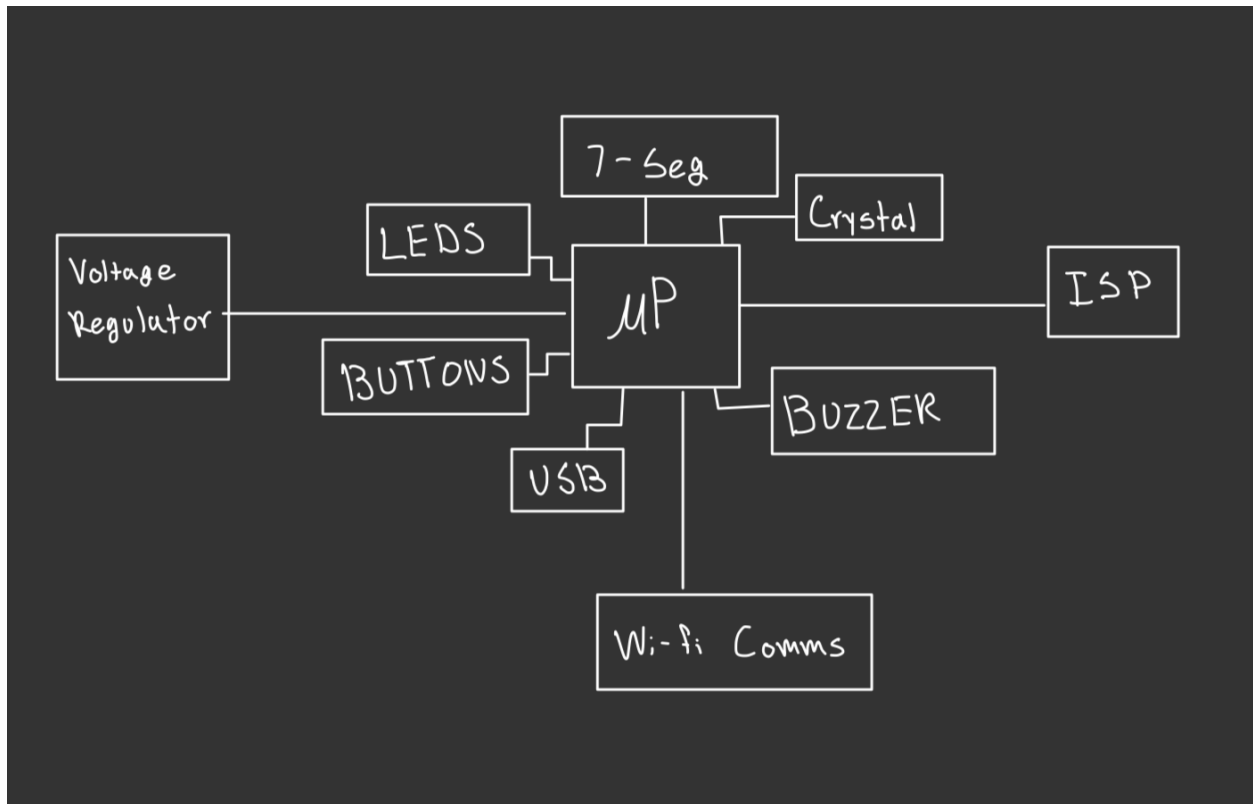 7-Seg
Crystal
LEDS
Voltage
Regulator
μP
ISP
BUTTONS
BUZZER
USB
Wi-fi Comms